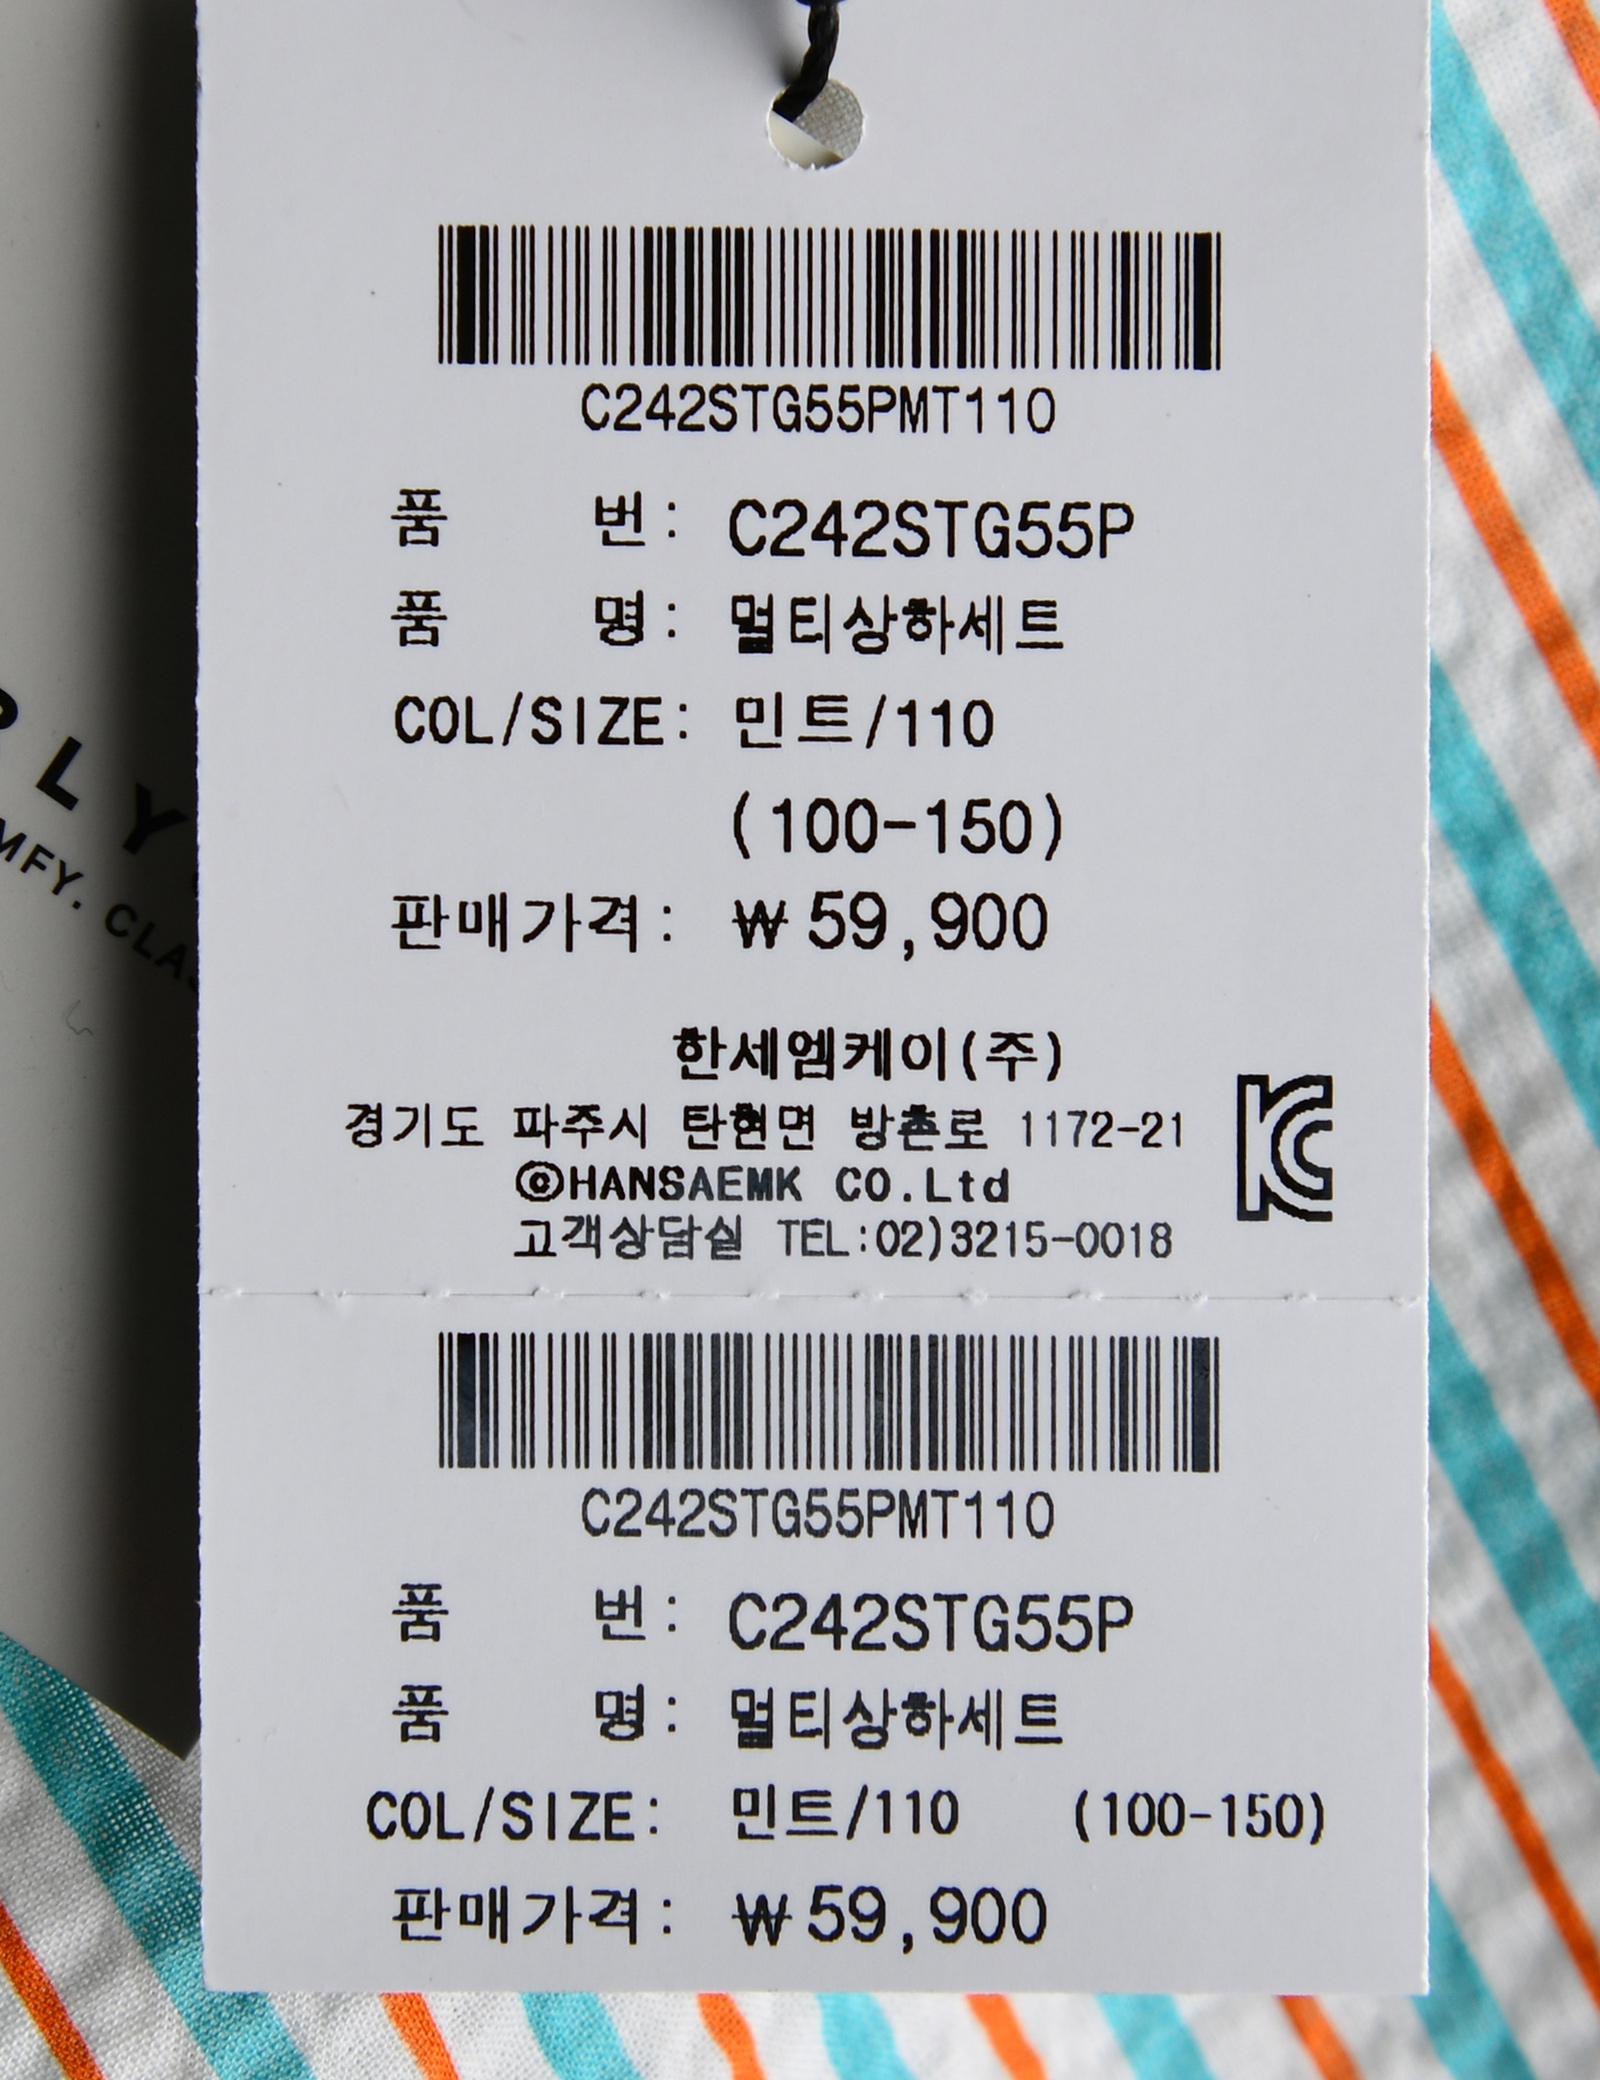 C242STG55PMT110
품 번: C242STG55P
품 명: 멀티상하세트
COL/SIZE: 민트/110
(100-150)
판매가격: ₩59,900
한세엠케이(주)
경기도 파주시 탄현면 방촌로 1172-21
ⓒHANSAEMK CO.Ltd
고객상담실 TEL:02)3215-0018
C242STG55PMT110
품 번: C242STG55P
품 명: 멀티상하세트
COL/SIZE: 민트/110 (100-150)
판매가격: ₩59,900